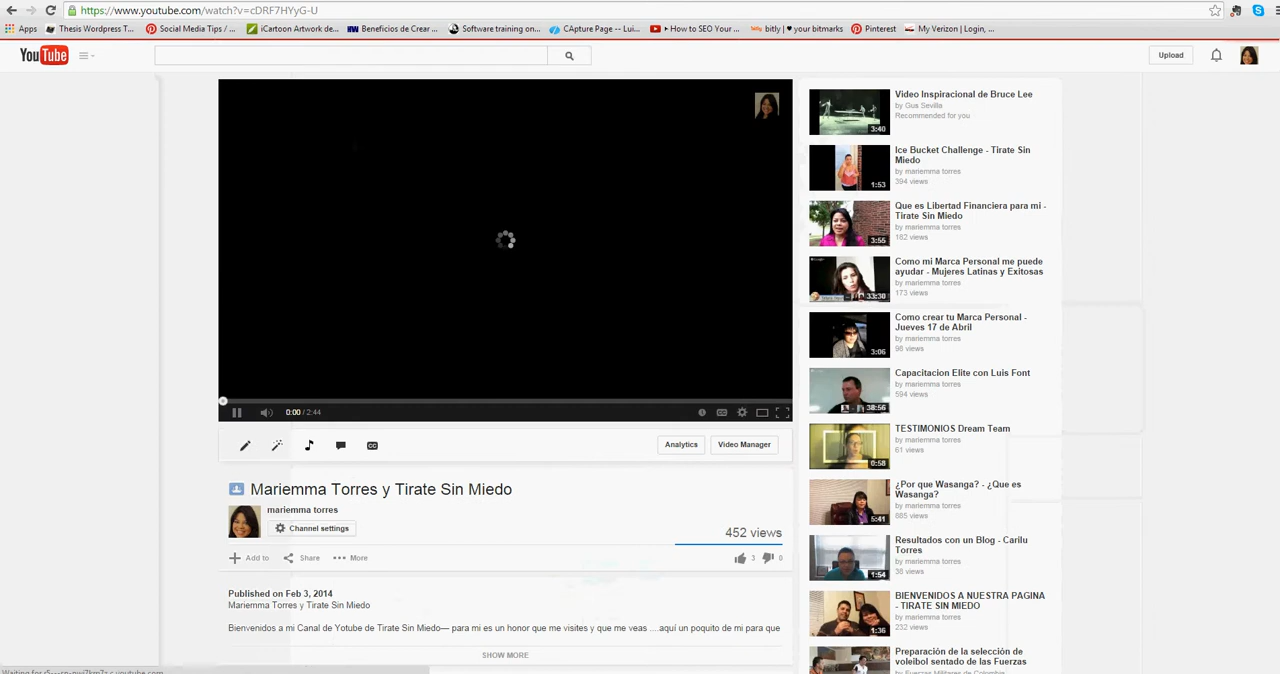 https://www.youtube.com/watch?v=cDRF7HYyG-U
Apps
Thesis Wordpress T...
Social Media Tips / ...
iCartoon Artwork de...
Beneficios de Crear ...
Software training on...
CApture Page -- Lui...
How to SEO Your ...
bitly | ♥ your bitmarks
Pinterest
My Verizon | Login, ...
YouTube
Upload
Video Inspiracional de Bruce Lee
by Gus Sevilla
Recommended for you
3:40
Ice Bucket Challenge - Tirate Sin
Miedo
by mariemma torres
394 views
1:53
Que es Libertad Financiera para mi -
Tirate Sin Miedo
by mariemma torres
162 views
3:55
Como mi Marca Personal me puede
ayudar - Mujeres Latinas y Exitosas
by mariemma torres
173 views
33:30
Como crear tu Marca Personal -
Jueves 17 de Abril
by mariemma torres
98 views
3:06
Capacitacion Elite con Luis Font
by mariemma torres
594 views
38:56
TESTIMONIOS Dream Team
by mariemma torres
61 views
0:58
¿Por que Wasanga? - ¿Que es
Wasanga?
by mariemma torres
885 views
5:41
Resultados con un Blog - Carilu
Torres
by mariemma torres
38 views
1:54
BIENVENIDOS A NUESTRA PAGINA
- TIRATE SIN MIEDO
by mariemma torres
232 views
1:36
Preparación de la selección de
voleibol sentado de las Fuerzas
by Fuerzas Militares de Colombia
0:00 / 2:44
CC
Analytics
Video Manager
Mariemma Torres y Tirate Sin Miedo
mariemma torres
Channel settings
452 views
Add to
Share
More
3
0
Published on Feb 3, 2014
Mariemma Torres y Tirate Sin Miedo
Bienvenidos a mi Canal de Yotube de Tirate Sin Miedo— para mi es un honor que me visites y que me veas ....aquí un poquito de mi para que
SHOW MORE